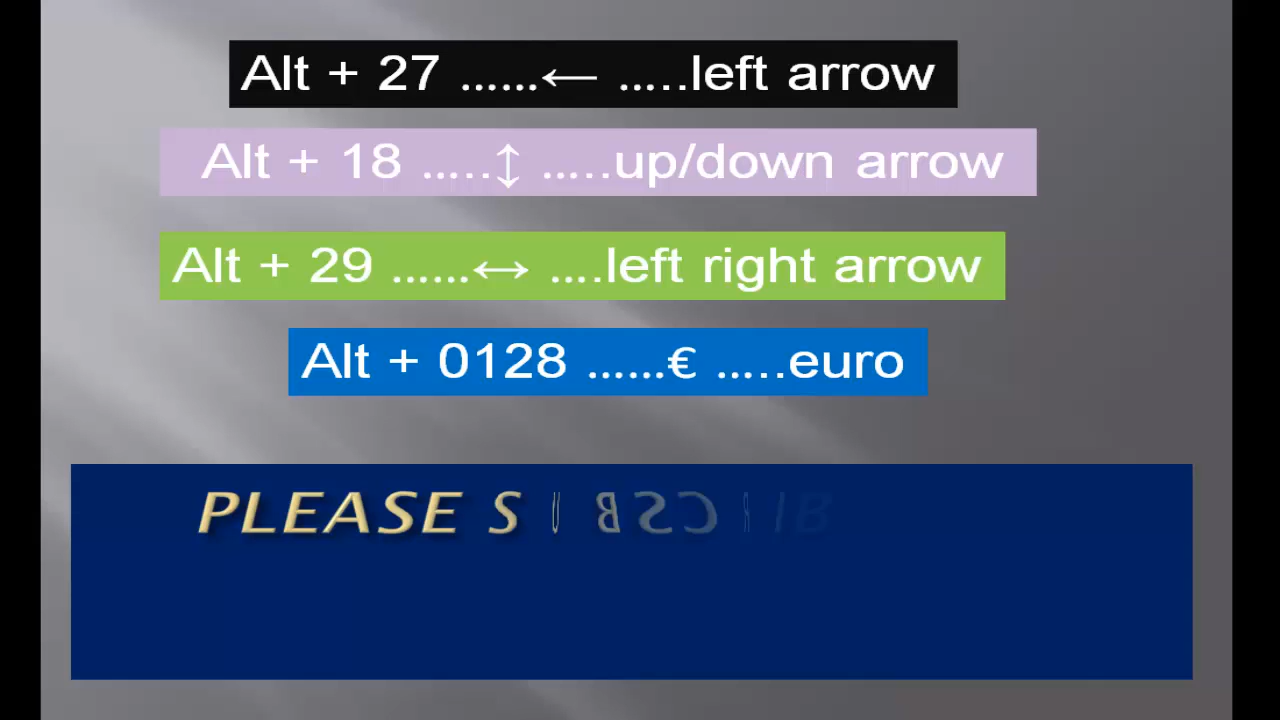 Alt + 27 ......← .....left arrow
Alt + 18 .....↕ .....up/down arrow
Alt + 29 ......↔ ....left right arrow
Alt + 0128 ......€ .....euro
PLEASE S